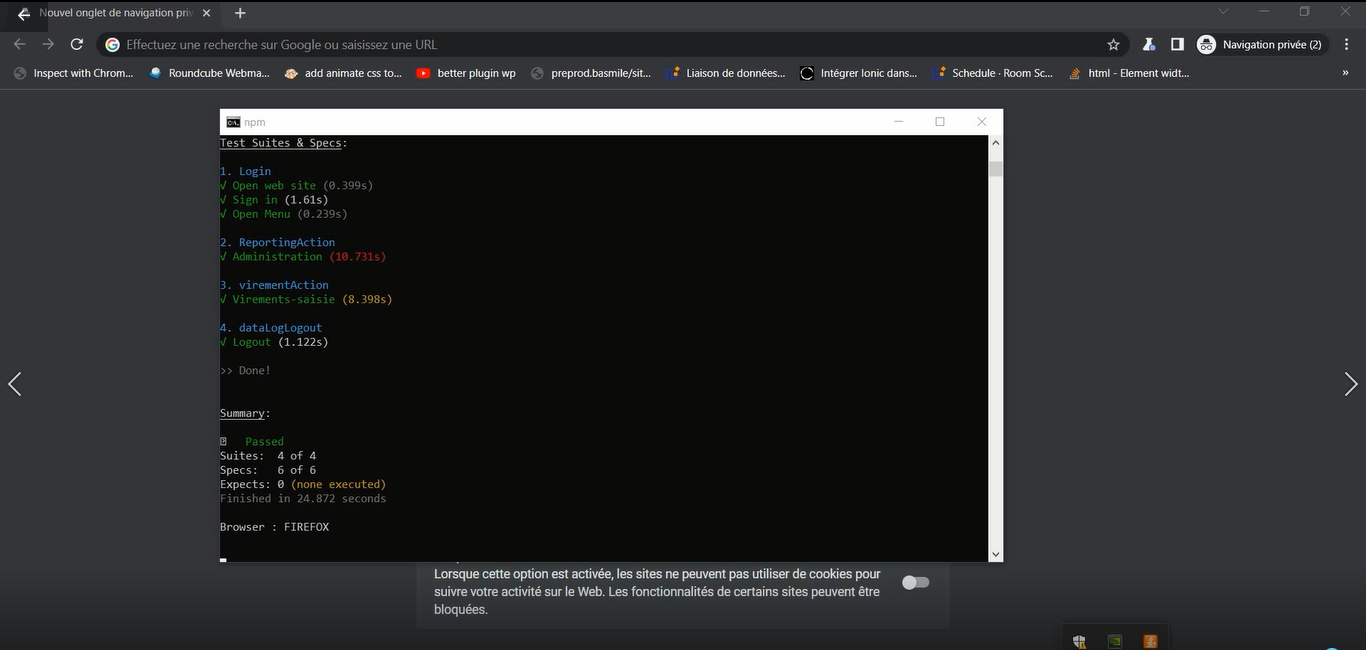 Nouvel onglet de navigation priv
Effectuez une recherche sur Google ou saisissez une URL
Navigation privée (2)
Inspect with Chrom...
Roundcube Webma...
add animate css to...
better plugin wp
preprod.basmile/sit...
Liaison de données...
Intégrer Ionic dans...
Schedule · Room Sc...
html - Element widt...
»
npm
Test Suites & Specs:
1. Login
√ Open web site (0.399s)
√ Sign in (1.61s)
√ Open Menu (0.239s)
2. ReportingAction
√ Administration (10.731s)
3. virementAction
√ Virements-saisie (8.398s)
4. dataLogLogout
√ Logout (1.122s)
>> Done!
Summary:
Passed
Suites: 4 of 4
Specs: 6 of 6
Expects: 0 (none executed)
Finished in 24.872 seconds
Browser : FIREFOX
Lorsque cette option est activée, les sites ne peuvent pas utiliser de cookies pour
suivre votre activité sur le Web. Les fonctionnalités de certains sites peuvent être
bloquées.